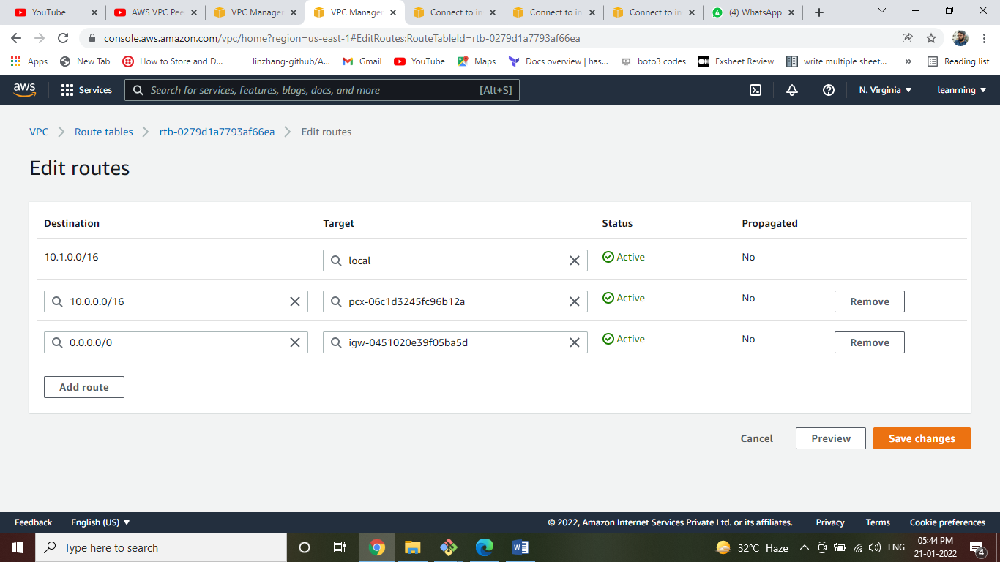 YouTube
AWS VPC Pee
VPC Manager
VPC Manager
Connect to in
Connect to in
Connect to in
(4) WhatsApp
console.aws.amazon.com/vpc/home?region=us-east-1#EditRoutes:RouteTableId=rtb-0279d1a7793af66ea
Apps
New Tab
How to Store and D...
linzhang-github/A...
Gmail
YouTube
Maps
Docs overview | has...
boto3 codes
Exsheet Review
write multiple sheet...
»
Reading list
aws
Services
Search for services, features, blogs, docs, and more [Alt+S]
N. Virginia
leanrning
VPC
Route tables
rtb-0279d1a7793af66ea
Edit routes
Edit routes
Destination Target Status Propagated
10.1.0.0/16 local Active No
10.0.0.0/16 pcx-06c1d3245fc96b12a Active No Remove
0.0.0.0/0 igw-0451020e39f05ba5d Active No Remove
Add route
Cancel Preview Save changes
Feedback English (US) © 2022, Amazon Internet Services Private Ltd. or its affiliates. Privacy Terms Cookie preferences
Type here to search
32°C Haze
ENG
05:44 PM
21-01-2022
4